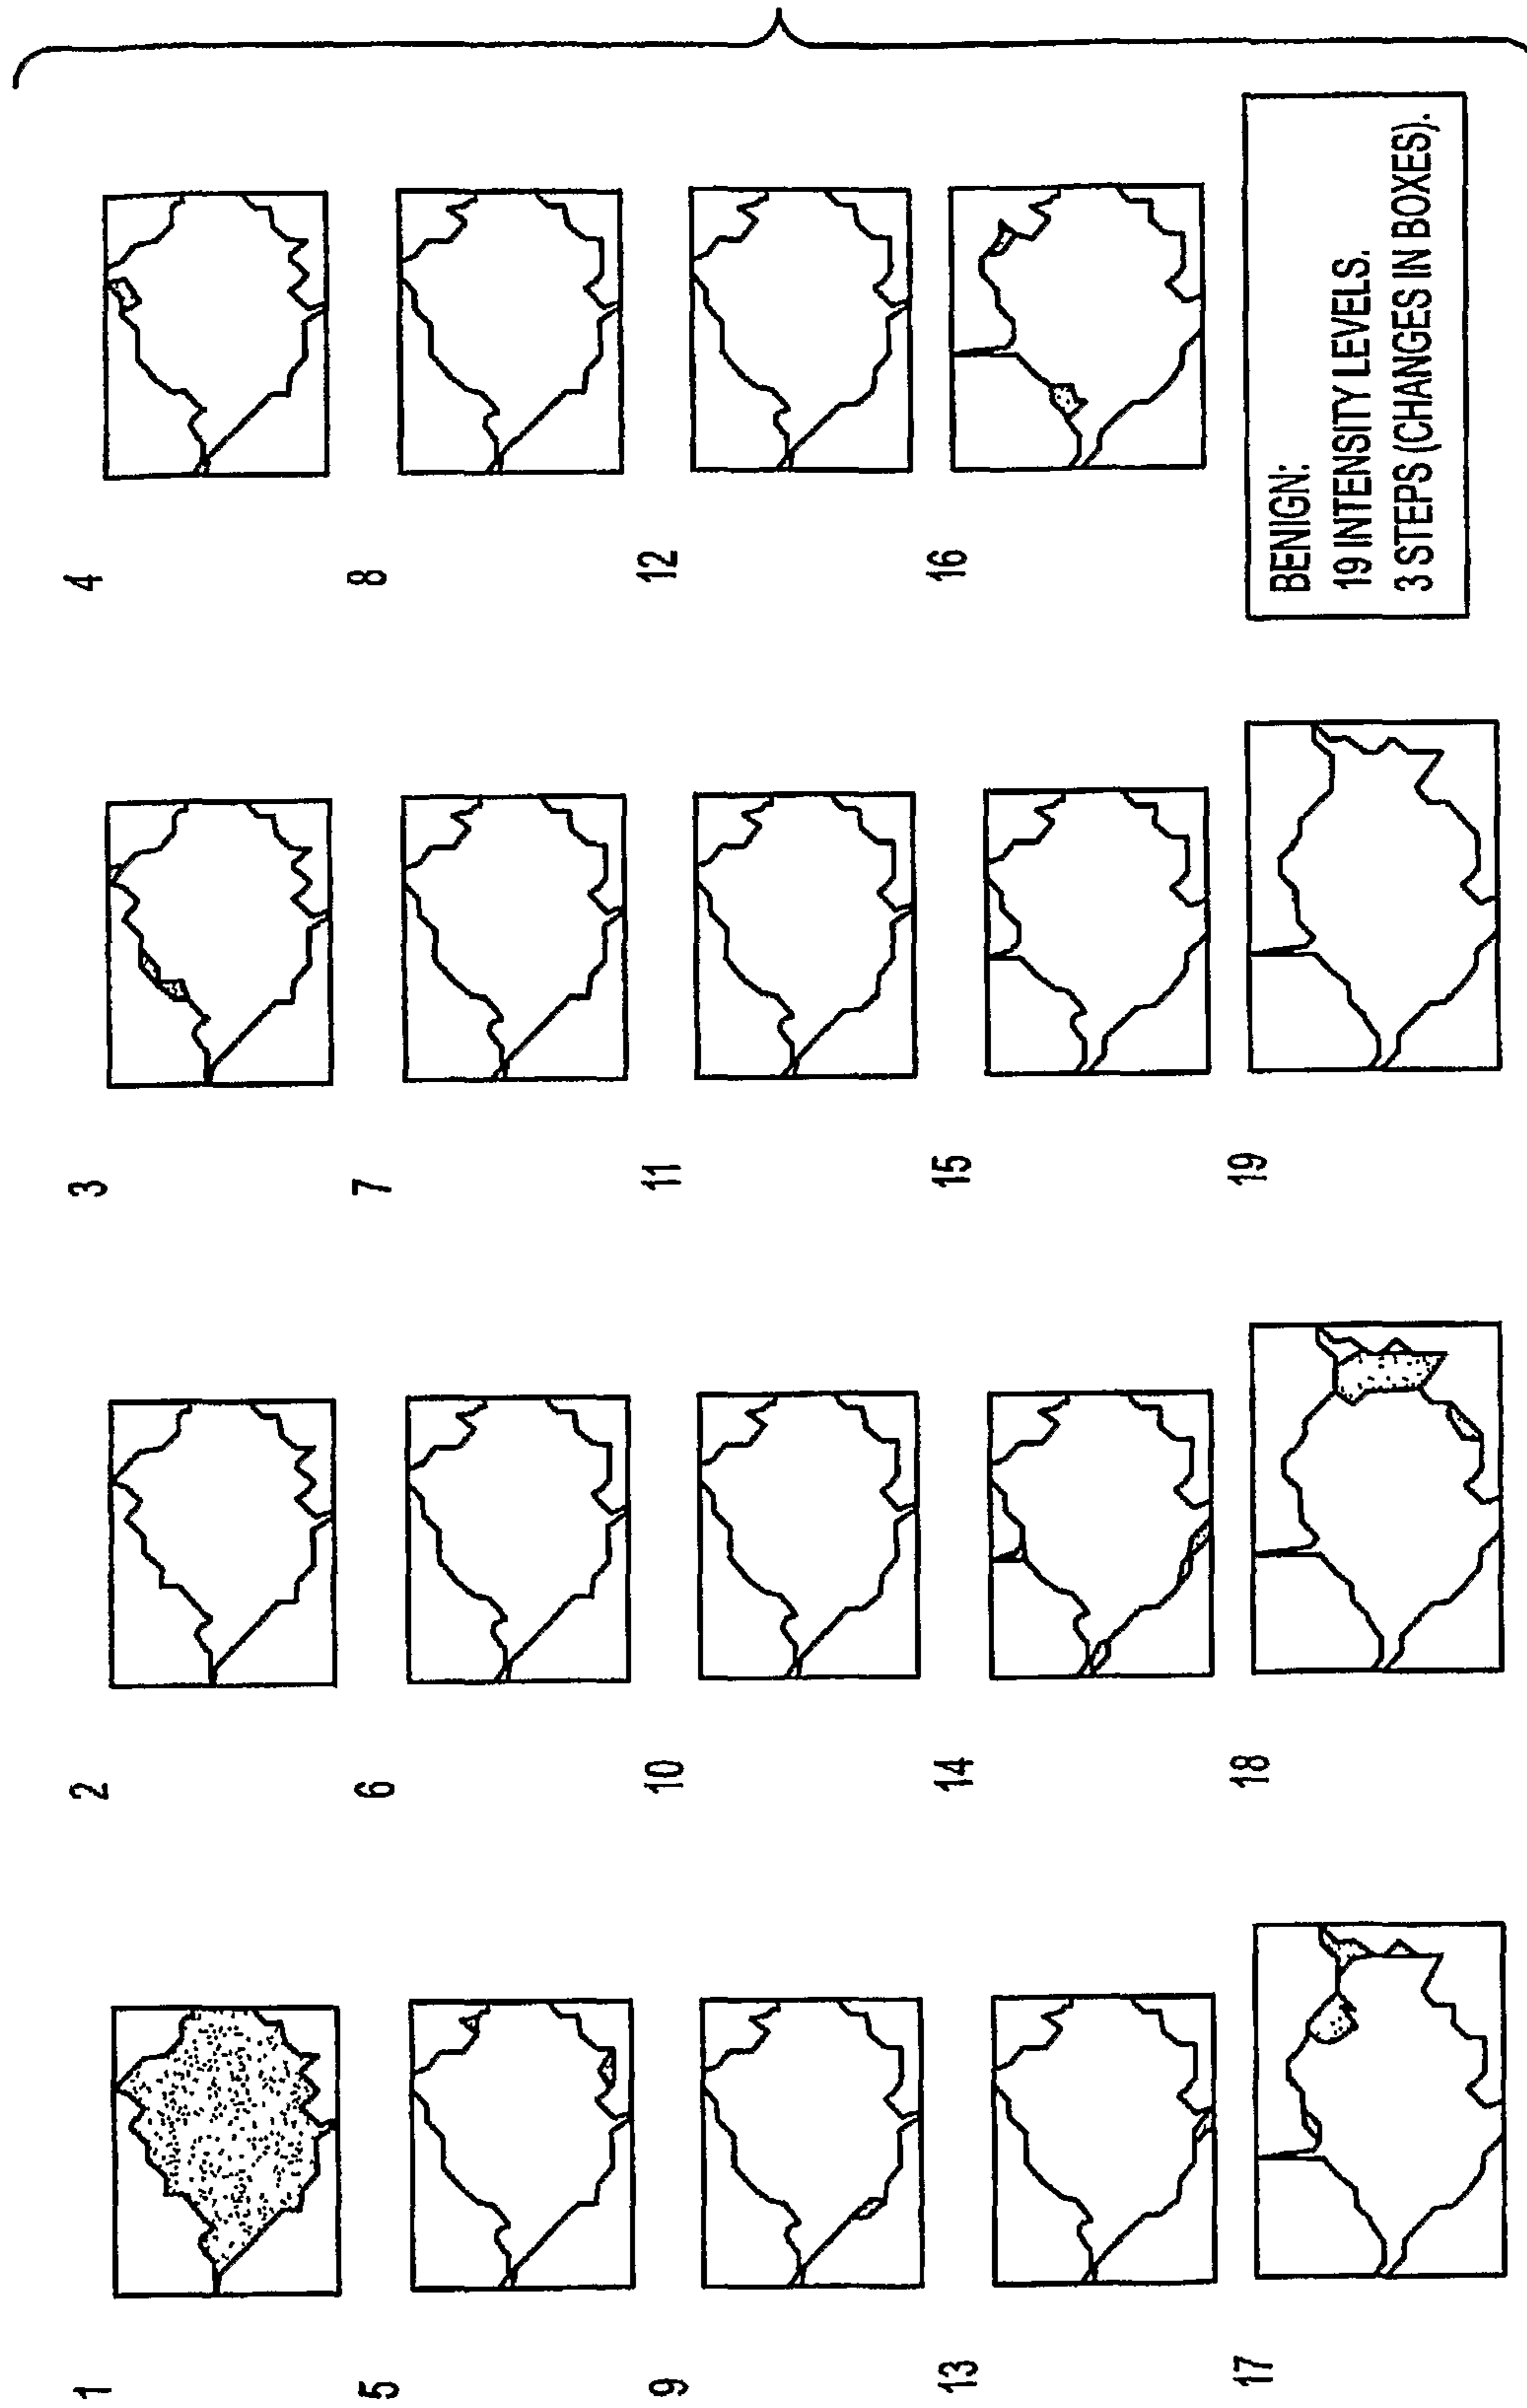 1 2 3 4
5 6 7 8
9 10 11 12
13 14 15 16
17 18 19
BENIGN:
19 INTENSITY LEVELS.
3 STEPS (CHANGES IN BOXES).